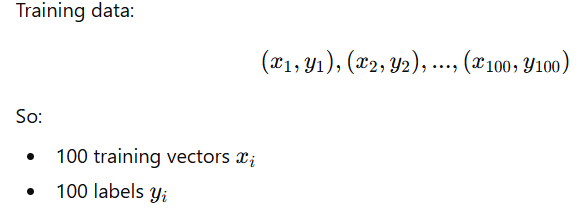 Training data:
(x₁, y₁), (x₂, y₂), ..., (x₁₀₀, y₁₀₀)
So:
• 100 training vectors xᵢ
• 100 labels yᵢ